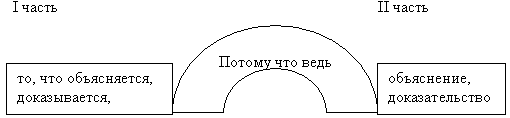 I часть
II часть
Потому что ведь
то, что объясняется,
доказывается,
объяснение,
доказательство